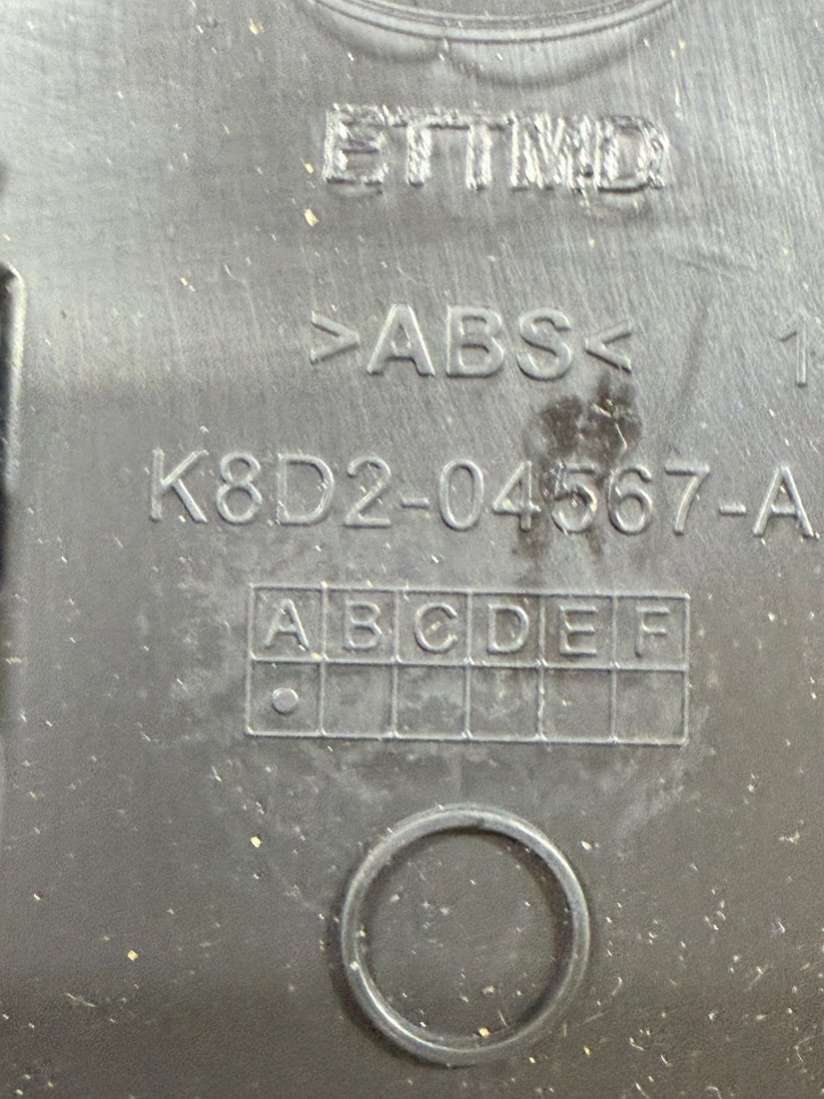 ETTMD
>ABS<
K8D2-04567-A
A B C D E F